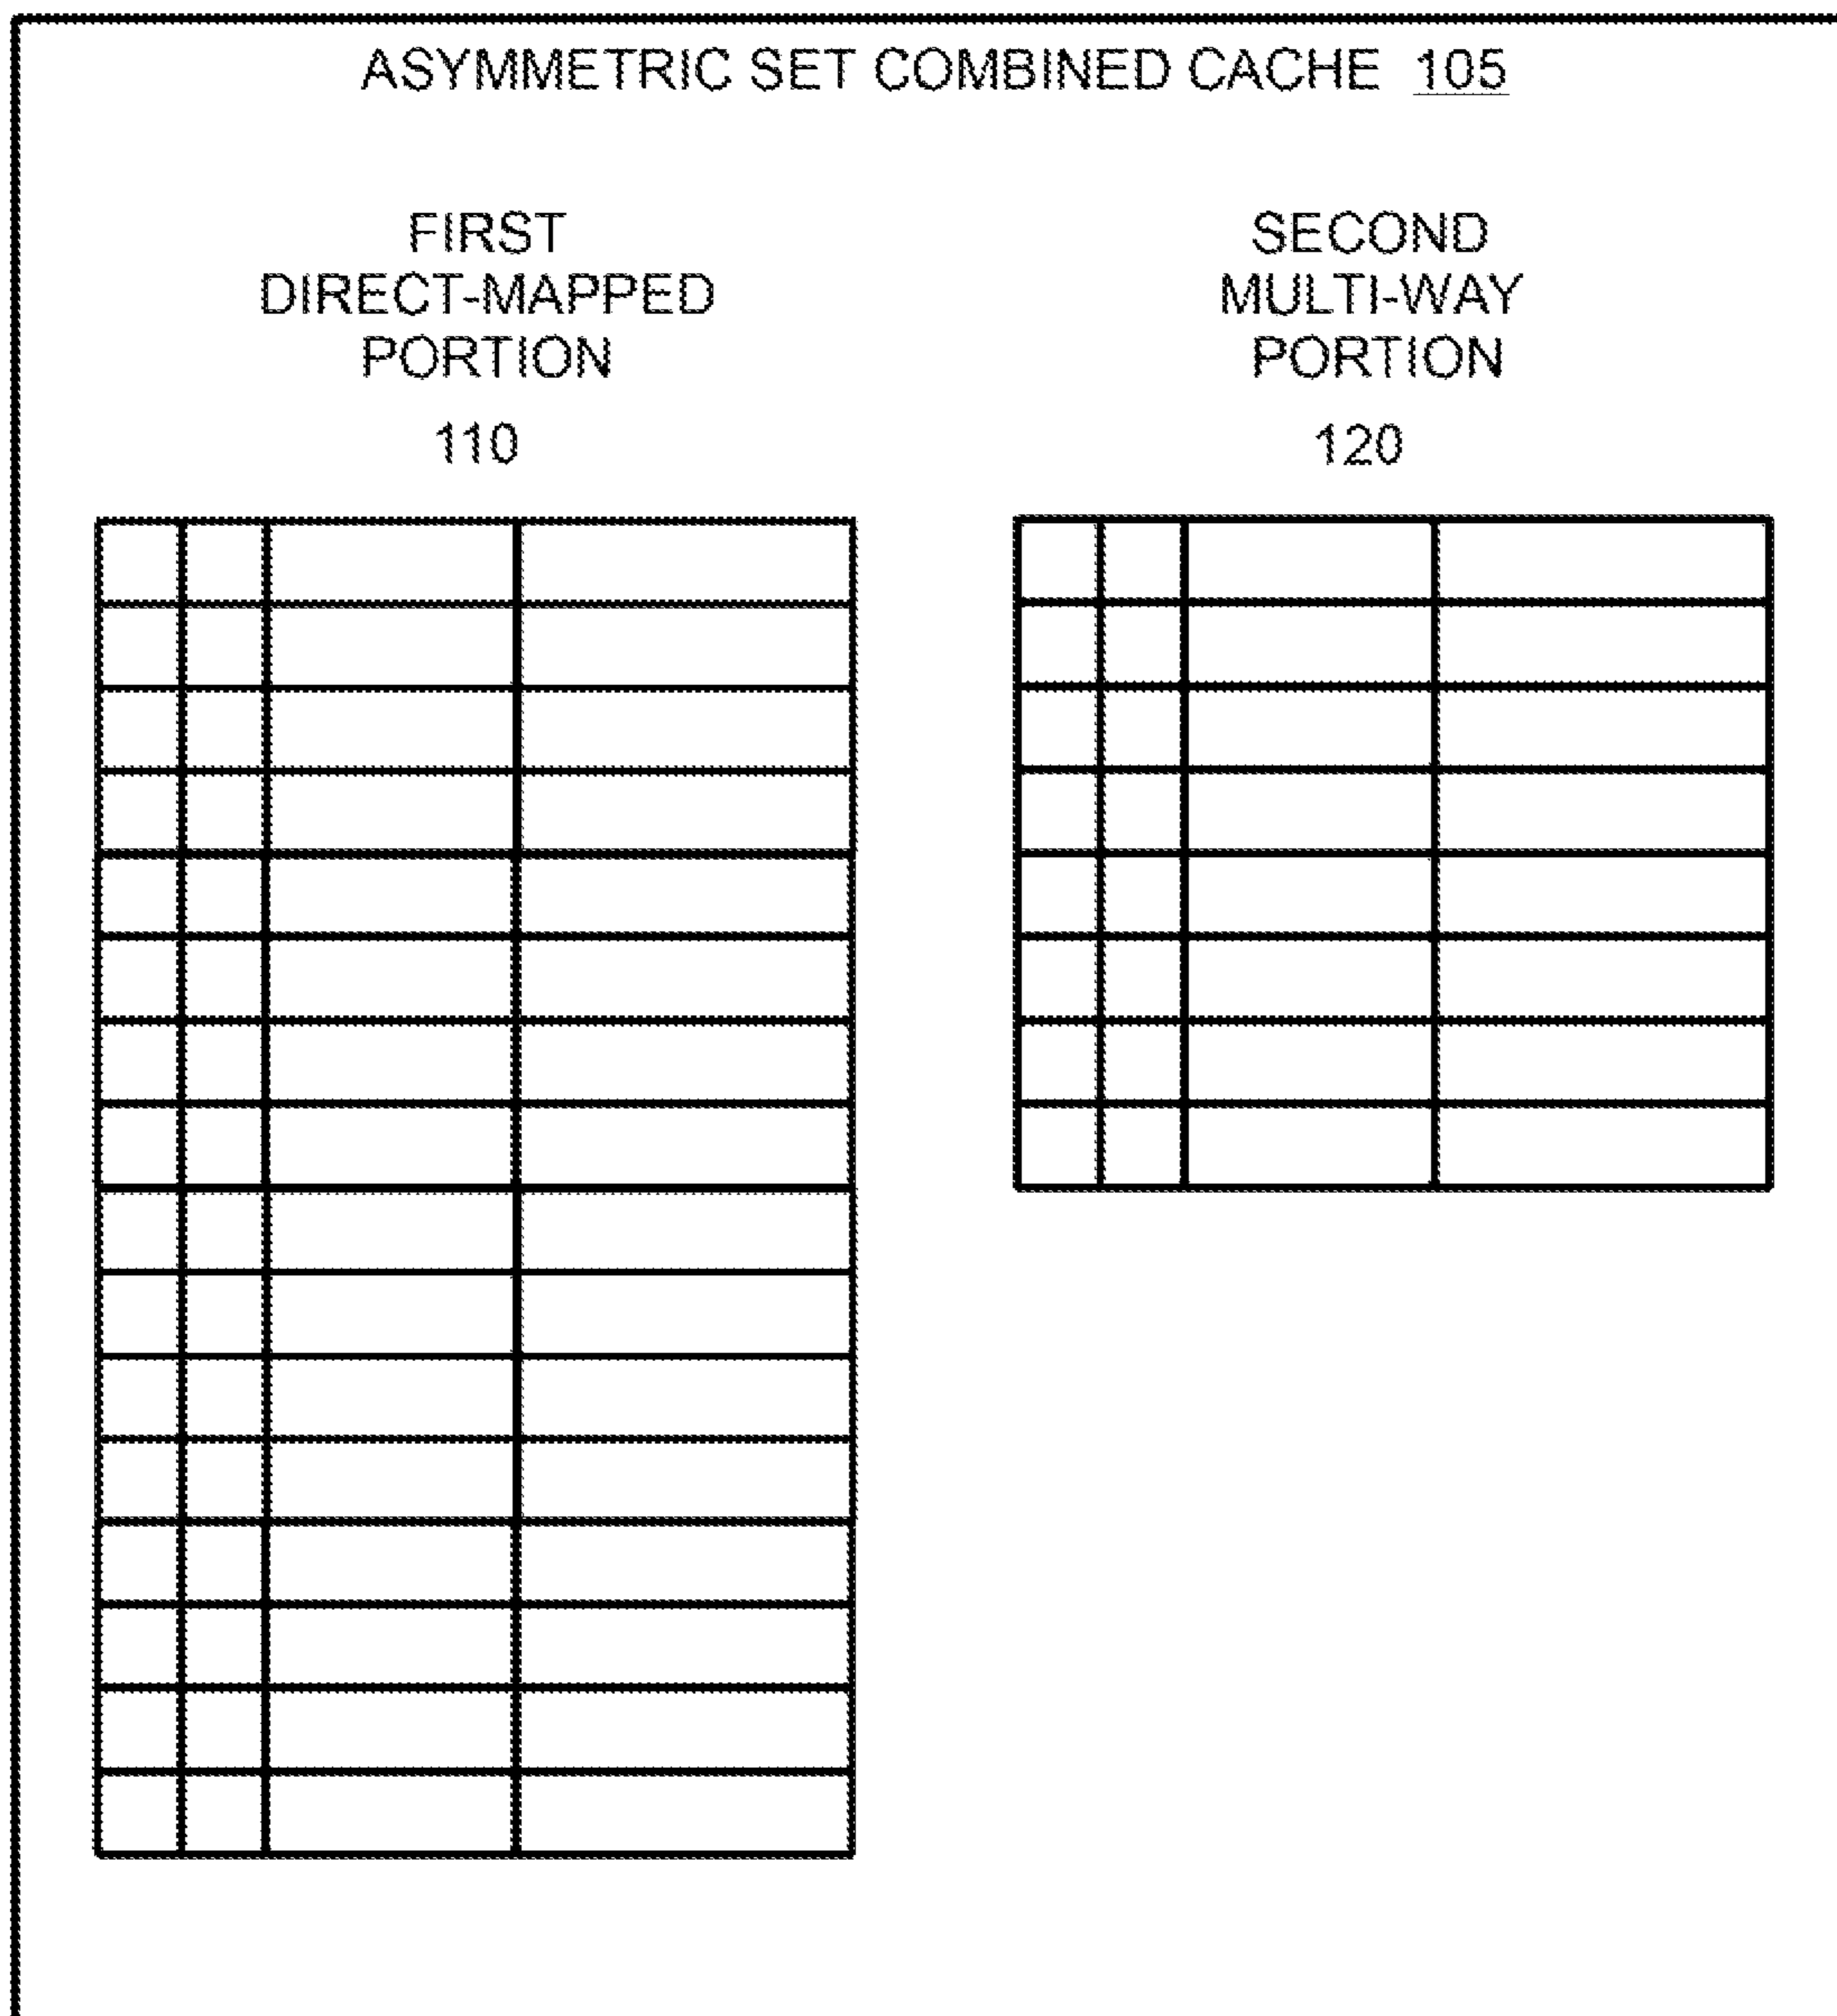 ASYMMETRIC SET COMBINED CACHE 105
FIRST
DIRECT-MAPPED
PORTION
110
SECOND
MULTI-WAY
PORTION
120